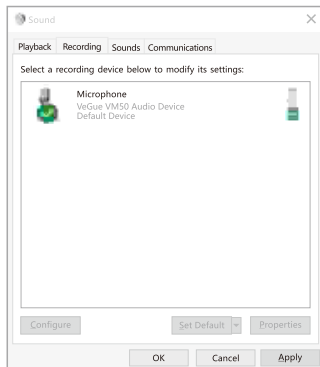 Sound
Playback Recording Sounds Communications
Select a recording device below to modify its settings:
Microphone
VeGue VM50 Audio Device
Default Device
Configure Set Default Properties
OK Cancel Apply